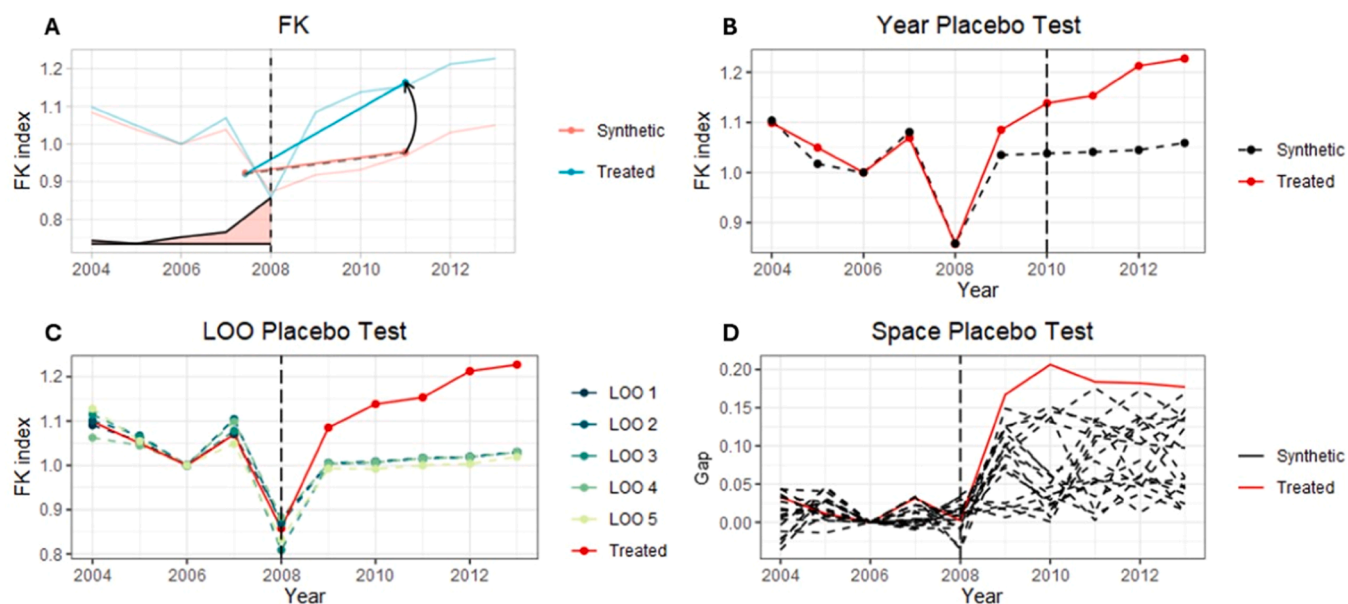 A
FK
FK index
1.2
1.1
1.0
0.9
0.8
2004
2006
2008
2010
2012
Synthetic
Treated
B
Year Placebo Test
FK index
1.2
1.1
1.0
0.9
2004
2006
2008
2010
2012
Year
Synthetic
Treated
C
LOO Placebo Test
FK index
1.2
1.1
1.0
0.9
0.8
2004
2006
2008
2010
2012
Year
LOO 1
LOO 2
LOO 3
LOO 4
LOO 5
Treated
D
Space Placebo Test
Gap
0.20
0.15
0.10
0.05
0.00
2004
2006
2008
2010
2012
Year
Synthetic
Treated